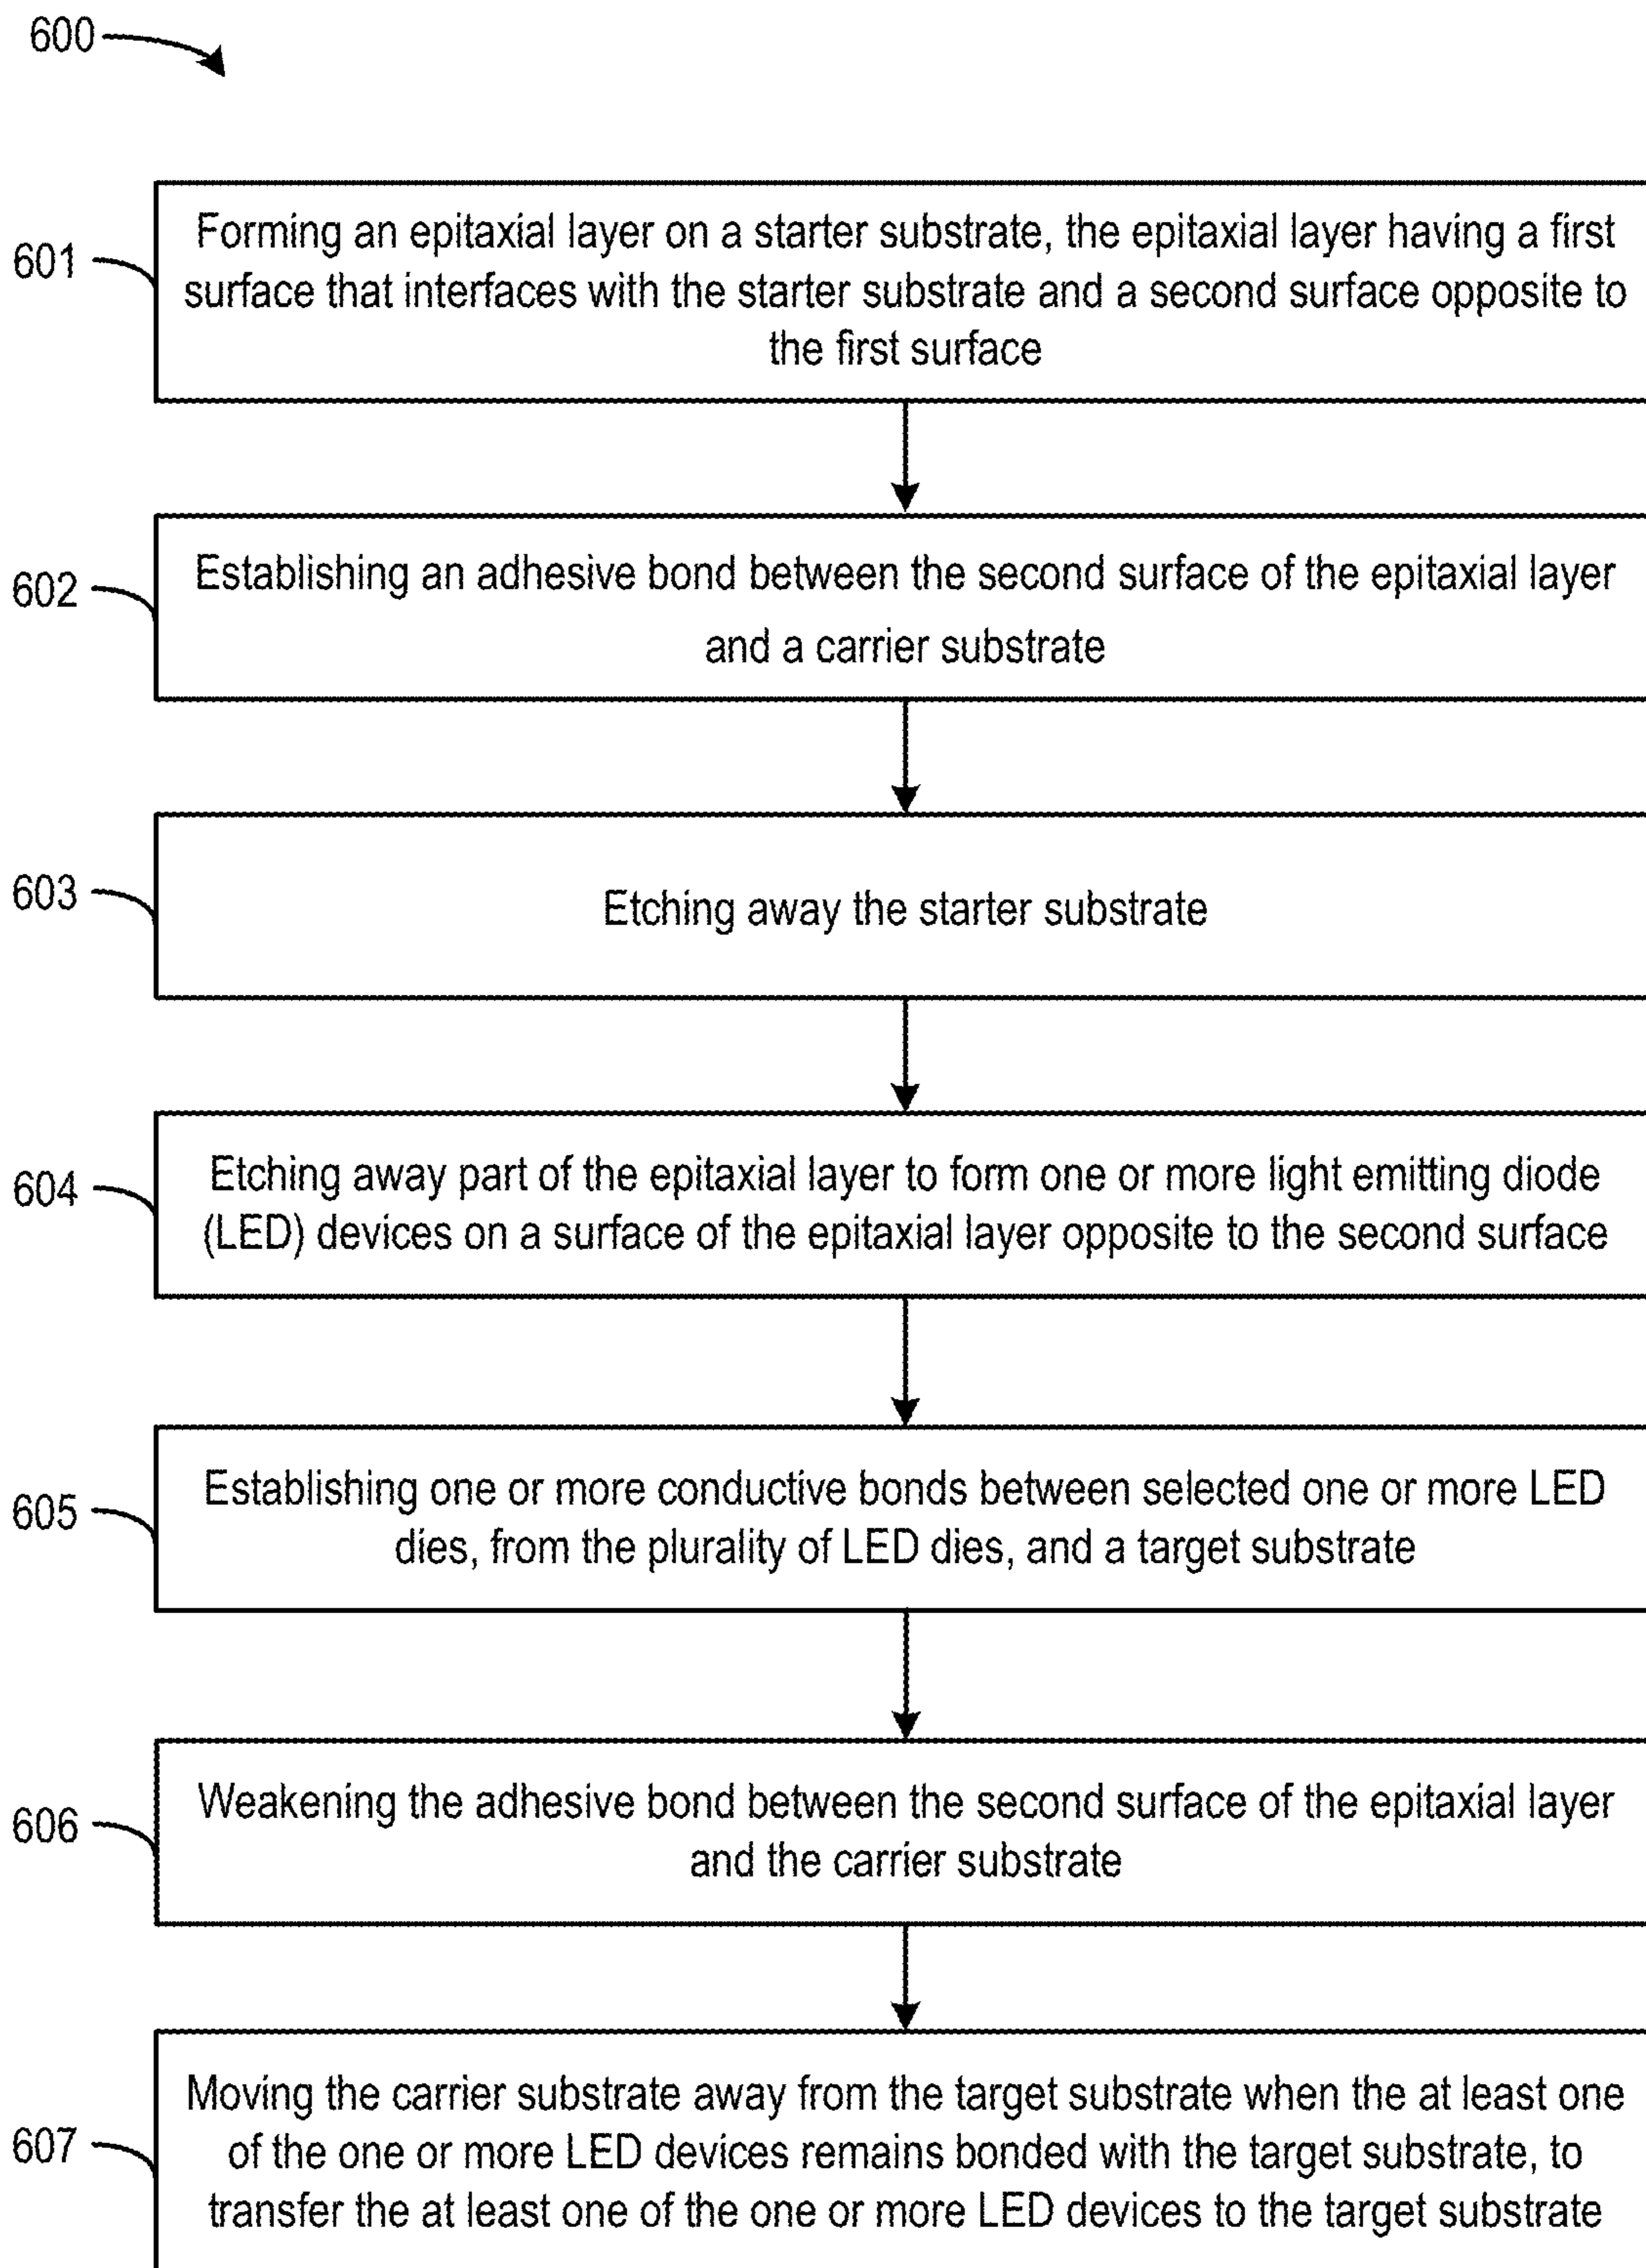 600
601
Forming an epitaxial layer on a starter substrate, the epitaxial layer having a first
surface that interfaces with the starter substrate and a second surface opposite to
the first surface
602
Establishing an adhesive bond between the second surface of the epitaxial layer
and a carrier substrate
603
Etching away the starter substrate
604
Etching away part of the epitaxial layer to form one or more light emitting diode
(LED) devices on a surface of the epitaxial layer opposite to the second surface
605
Establishing one or more conductive bonds between selected one or more LED
dies, from the plurality of LED dies, and a target substrate
606
Weakening the adhesive bond between the second surface of the epitaxial layer
and the carrier substrate
607
Moving the carrier substrate away from the target substrate when the at least one
of the one or more LED devices remains bonded with the target substrate, to
transfer the at least one of the one or more LED devices to the target substrate